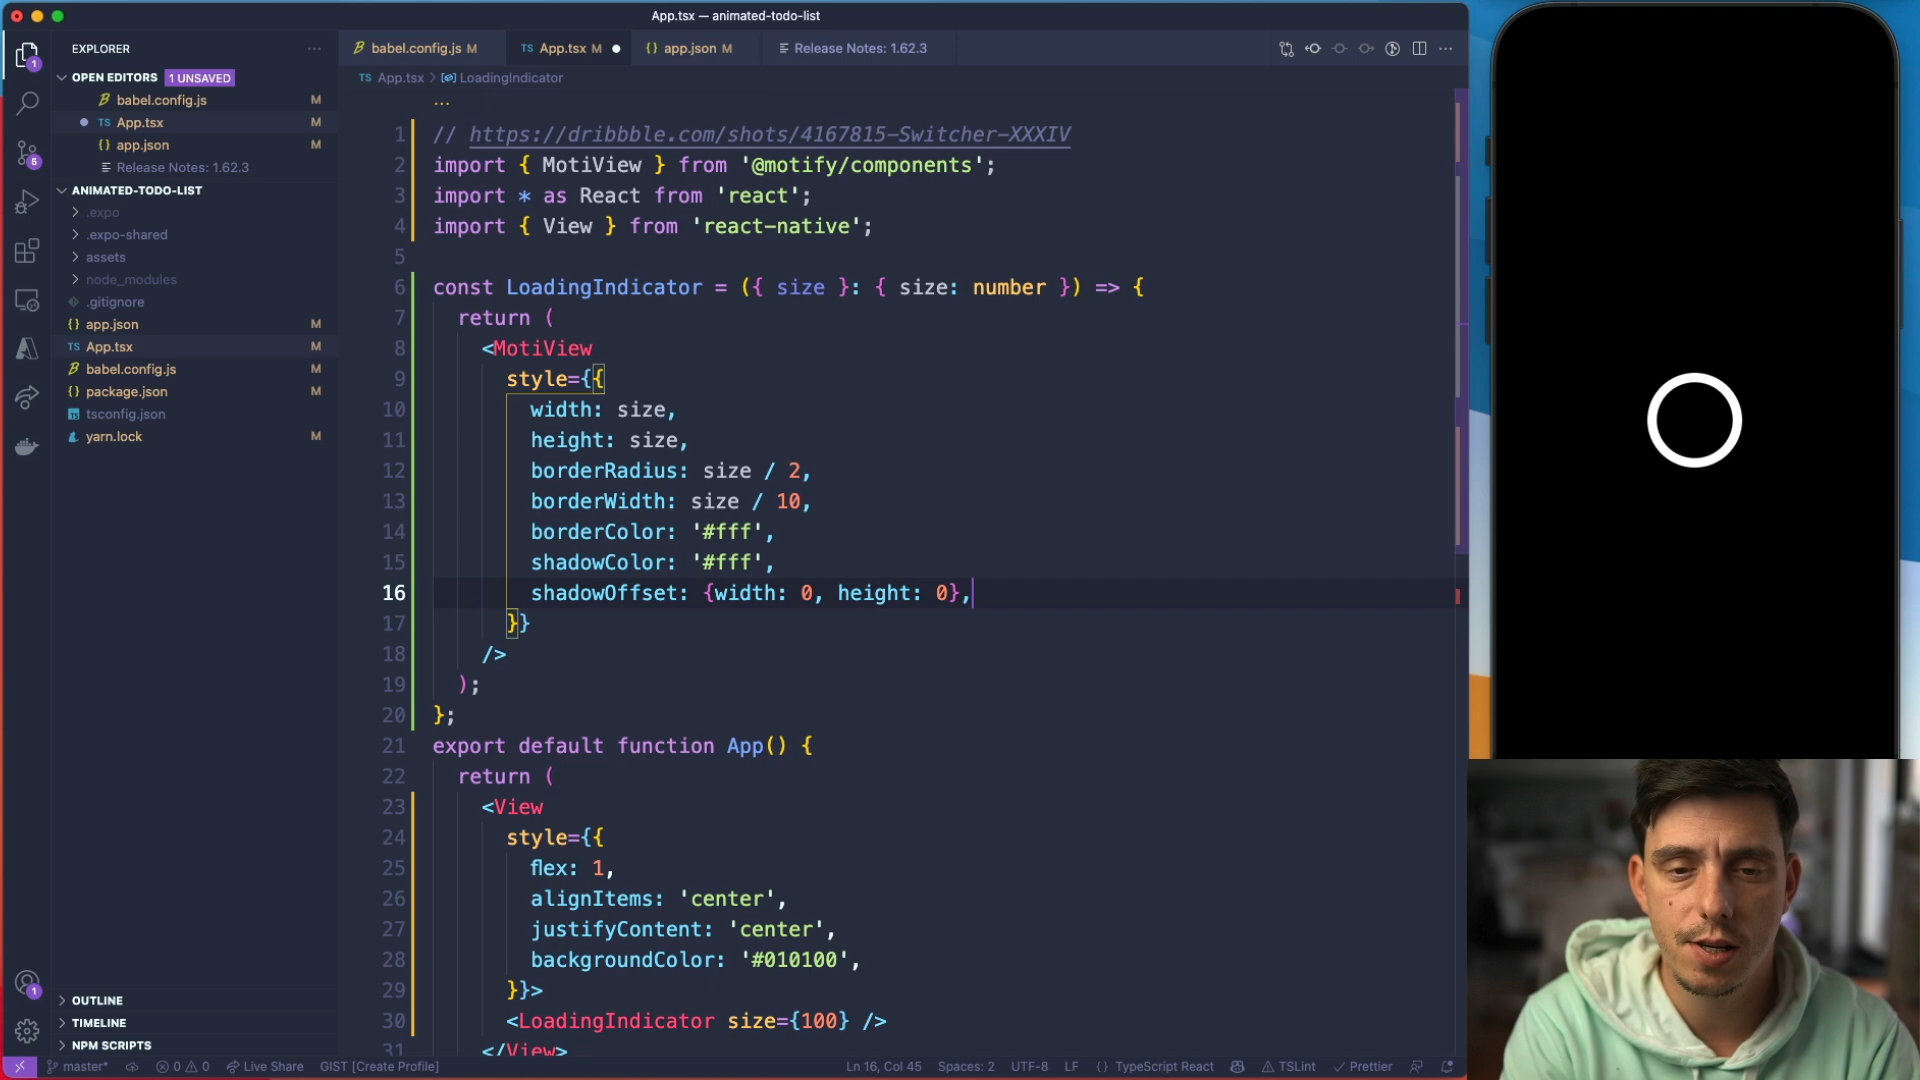 App.tsx — animated-todo-list
EXPLORER
OPEN EDITORS 1 UNSAVED
babel.config.js M
App.tsx M
app.json M
Release Notes: 1.62.3
ANIMATED-TODO-LIST
.expo
.expo-shared
assets
node_modules
.gitignore
app.json M
App.tsx M
babel.config.js M
package.json M
tsconfig.json
yarn.lock M
OUTLINE
TIMELINE
NPM SCRIPTS
1
5
1
babel.config.js M
TS App.tsx M
{} app.json M
Release Notes: 1.62.3
TS App.tsx > LoadingIndicator
...
1 // https://dribbble.com/shots/4167815-Switcher-XXXIV
2 import { MotiView } from '@motify/components';
3 import * as React from 'react';
4 import { View } from 'react-native';
5
6 const LoadingIndicator = ({ size }: { size: number }) => {
7 return (
8 <MotiView
9 style={{
10 width: size,
11 height: size,
12 borderRadius: size / 2,
13 borderWidth: size / 10,
14 borderColor: '#fff',
15 shadowColor: '#fff',
16 shadowOffset: {width: 0, height: 0},
17 }}
18 />
19 );
20 };
21 export default function App() {
22 return (
23 <View
24 style={{
25 flex: 1,
26 alignItems: 'center',
27 justifyContent: 'center',
28 backgroundColor: '#010100',
29 }}>
30 <LoadingIndicator size={100} />
31 </View>
master* 0 0 Live Share GIST [Create Profile] Ln 16, Col 45 Spaces: 2 UTF-8 LF {} TypeScript React TSLint Prettier